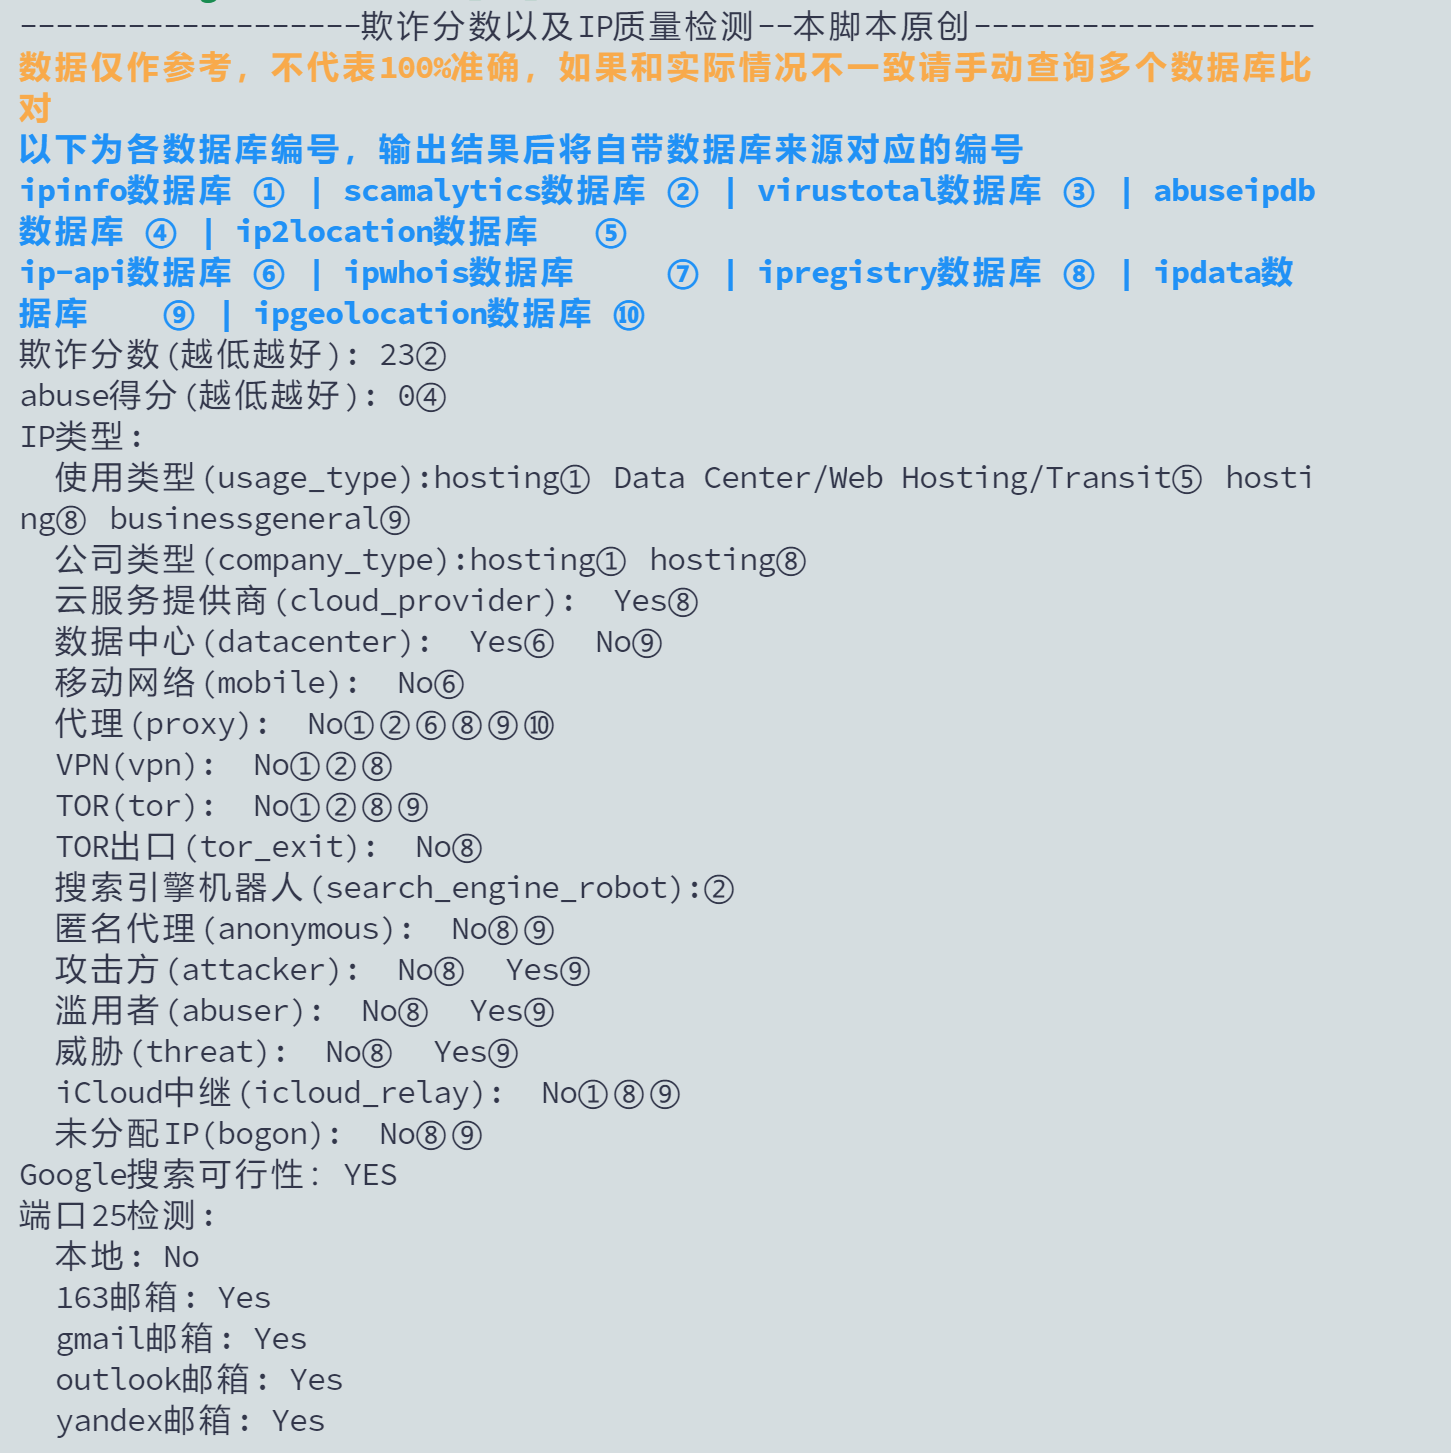 -------------------欺诈分数以及IP质量检测--本脚本原创-------------------
数据仅作参考，不代表100%准确，如果和实际情况不一致请手动查询多个数据库比
对
以下为各数据库编号，输出结果后将自带数据库来源对应的编号
ipinfo数据库 ① | scamalytics数据库 ② | virustotal数据库 ③ | abuseipdb
数据库 ④ | ip2location数据库   ⑤
ip-api数据库 ⑥ | ipwhois数据库     ⑦ | ipregistry数据库 ⑧ | ipdata数
据库    ⑨ | ipgeolocation数据库 ⑩
欺诈分数(越低越好): 23②
abuse得分(越低越好): 0④
IP类型:
  使用类型(usage_type):hosting① Data Center/Web Hosting/Transit⑤ hosti
ng⑧ businessgeneral⑨
  公司类型(company_type):hosting① hosting⑧
  云服务提供商(cloud_provider):  Yes⑧
  数据中心(datacenter):  Yes⑥  No⑨
  移动网络(mobile):  No⑥
  代理(proxy):  No①②⑥⑧⑨⑩
  VPN(vpn):  No①②⑧
  TOR(tor):  No①②⑧⑨
  TOR出口(tor_exit):  No⑧
  搜索引擎机器人(search_engine_robot):②
  匿名代理(anonymous):  No⑧⑨
  攻击方(attacker):  No⑧  Yes⑨
  滥用者(abuser):  No⑧  Yes⑨
  威胁(threat):  No⑧  Yes⑨
  iCloud中继(icloud_relay):  No①⑧⑨
  未分配IP(bogon):  No⑧⑨
Google搜索可行性：YES
端口25检测:
  本地: No
  163邮箱: Yes
  gmail邮箱: Yes
  outlook邮箱: Yes
  yandex邮箱: Yes